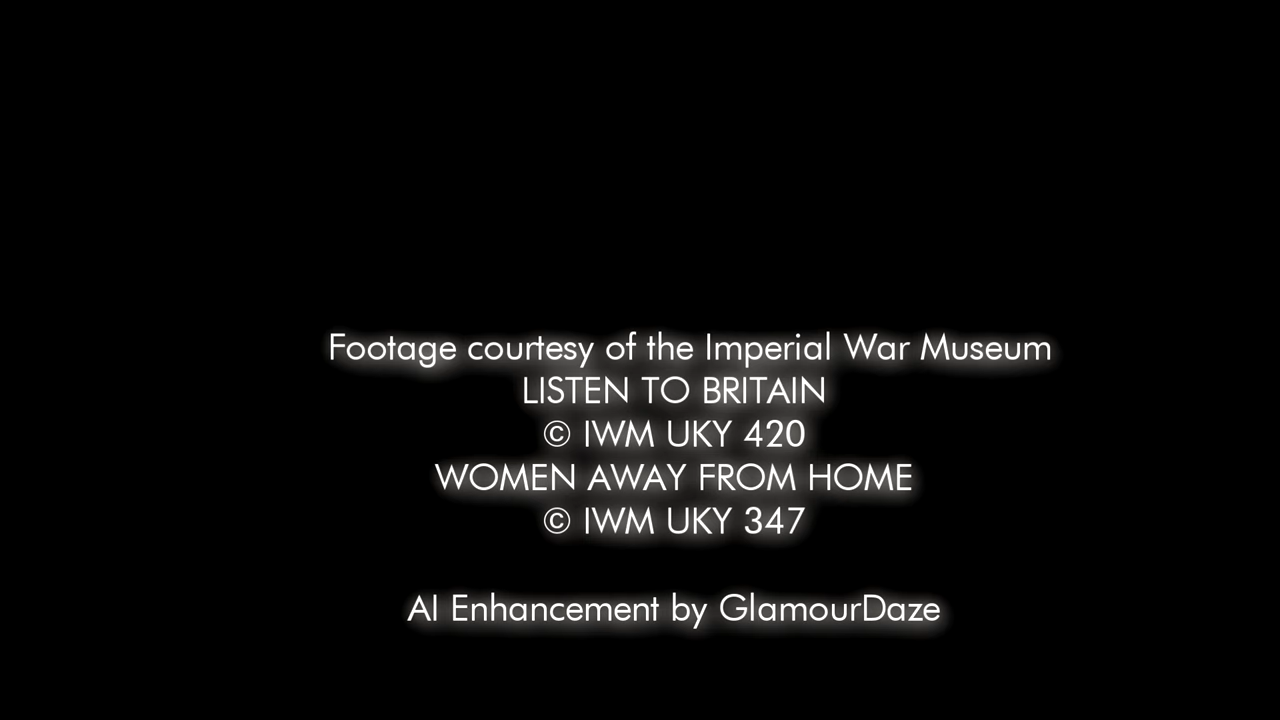 Footage courtesy of the Imperial War Museum
LISTEN TO BRITAIN
© IWM UKY 420
WOMEN AWAY FROM HOME
© IWM UKY 347
AI Enhancement by GlamourDaze